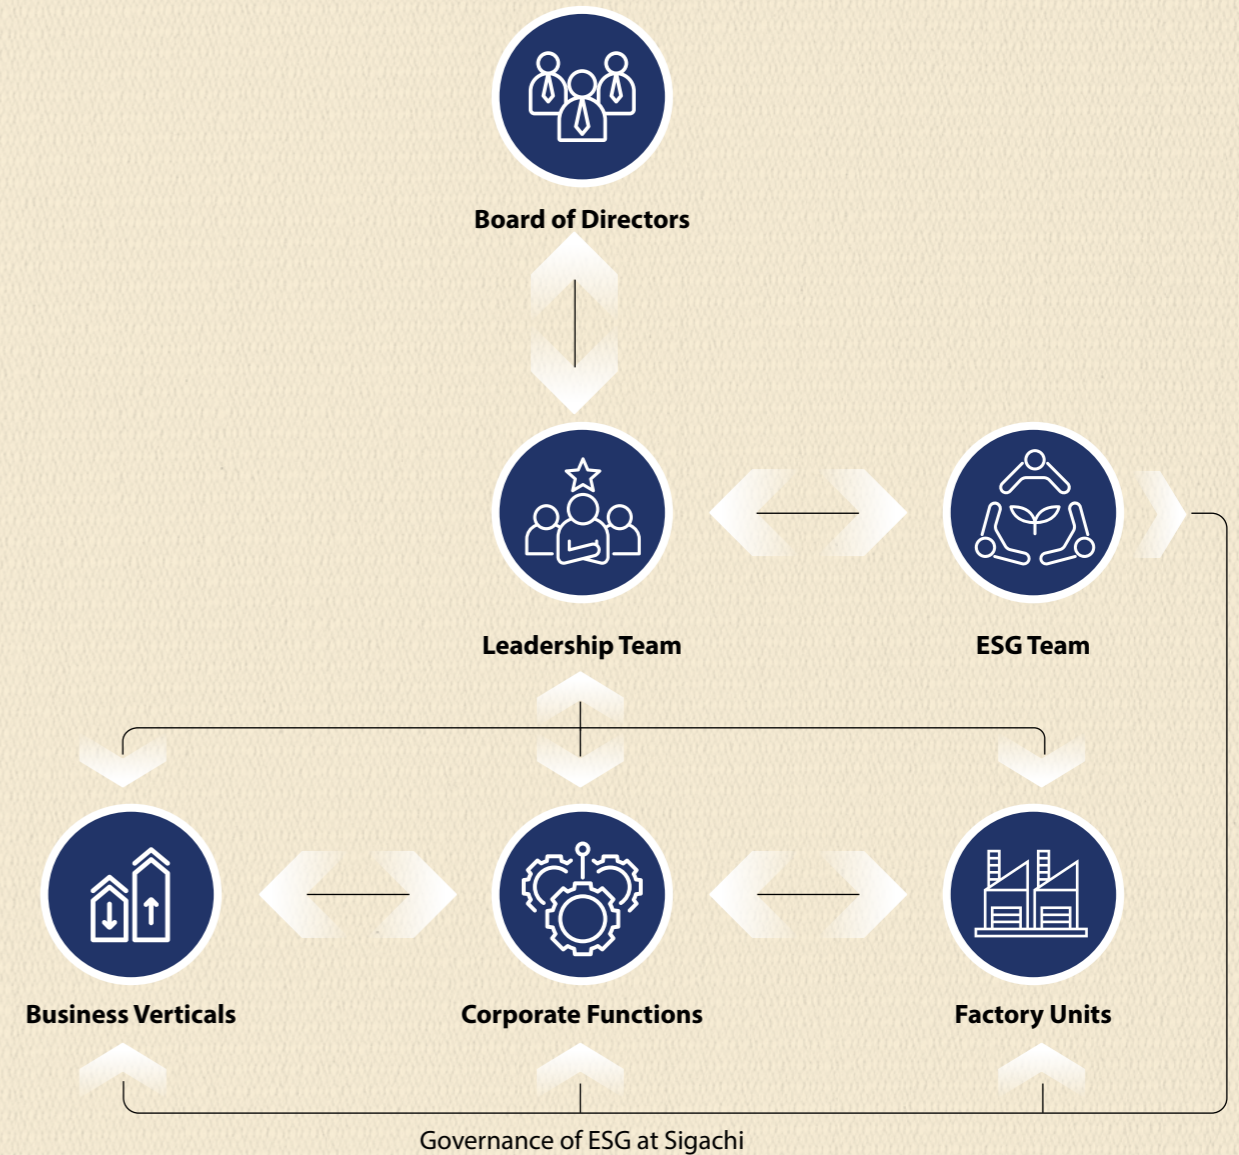 Board of Directors
Leadership Team
ESG Team
Business Verticals
Corporate Functions
Factory Units
Governance of ESG at Sigachi